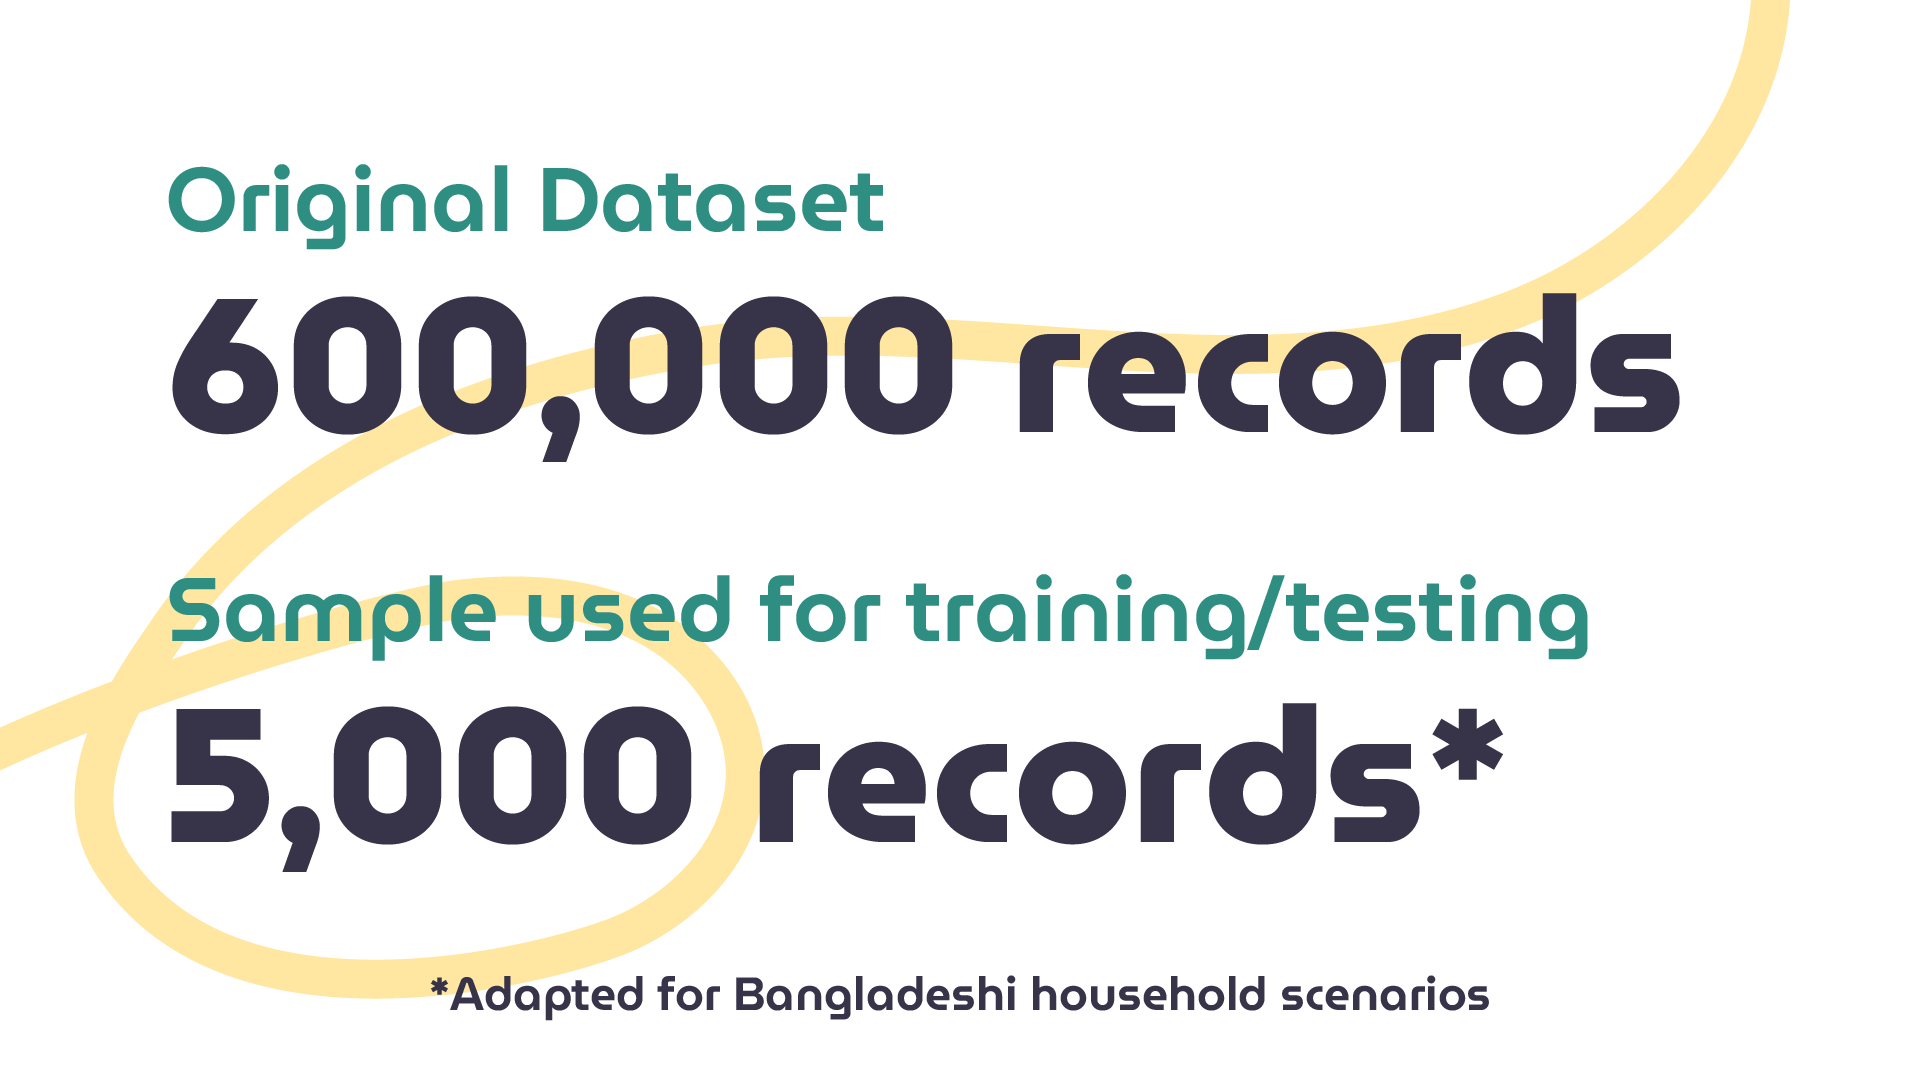 Original Dataset
600,000 records
Sample used for training/testing
5,000 records*
*Adapted for Bangladeshi household scenarios